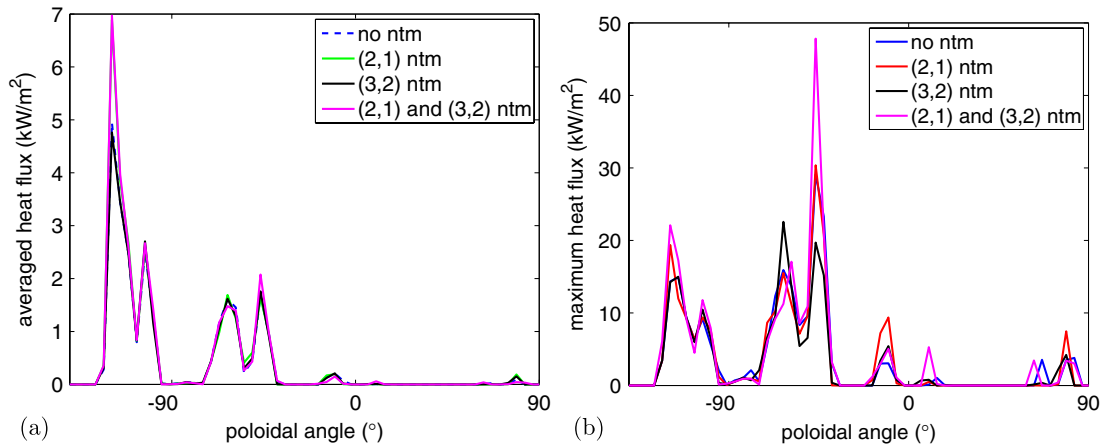 7
6
5
4
3
2
1
0
averaged heat flux (kW/m²)
no ntm
(2,1) ntm
(3,2) ntm
(2,1) and (3,2) ntm
-90
0
90
poloidal angle (°)
(a)
50
40
30
20
10
0
maximum heat flux (kW/m²)
no ntm
(2,1) ntm
(3,2) ntm
(2,1) and (3,2) ntm
-90
0
90
poloidal angle (°)
(b)